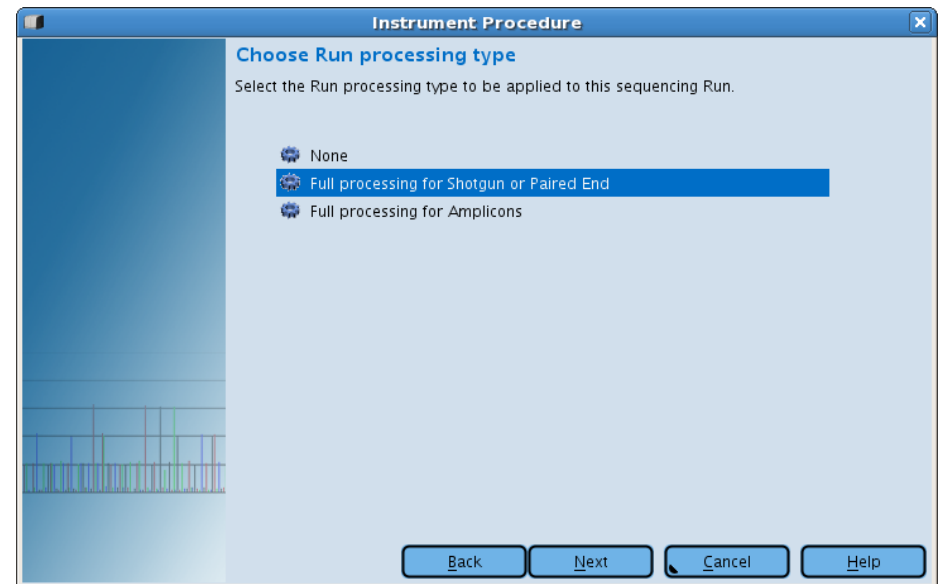 Instrument Procedure
Choose Run processing type
Select the Run processing type to be applied to this sequencing Run.
None
Full processing for Shotgun or Paired End
Full processing for Amplicons
Back Next Cancel Help